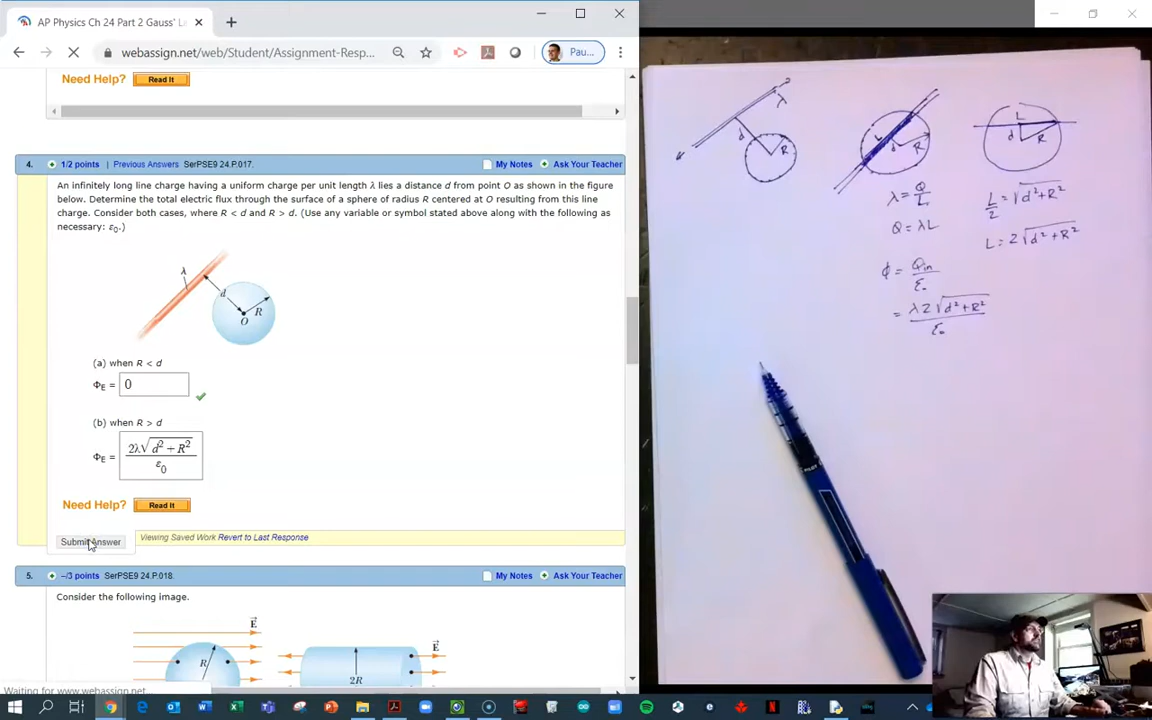 AP Physics Ch 24 Part 2 Gauss' L
webassign.net/web/Student/Assignment-Resp...
Pau...
Need Help? Read It
4. 1/2 points Previous Answers SerPSE9 24.P.017.
My Notes Ask Your Teacher
An infinitely long line charge having a uniform charge per unit length λ lies a distance d from point O as shown in the figure
below. Determine the total electric flux through the surface of a sphere of radius R centered at O resulting from this line
charge. Consider both cases, where R < d and R > d. (Use any variable or symbol stated above along with the following as
necessary: ε₀.)
λ
d
R
O
(a) when R < d
ΦE = 0
(b) when R > d
ΦE = 2λ√d² + R² / ε₀
Need Help? Read It
Submit Answer
Viewing Saved Work Revert to Last Response
5. –/3 points SerPSE9 24.P.018.
My Notes Ask Your Teacher
Consider the following image.
E
R
2R
E
Waiting for www.webassign.net...
λ
d
R
L
d
R
L
d
R
λ = Q/L
Q = λL
L/2 = √d²+R²
L = 2√d²+R²
ϕ = Qin/ε₀
= λ2√d²+R² / ε₀
PILOT